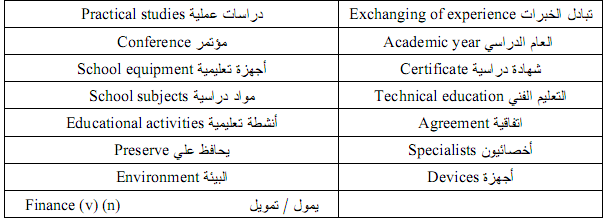 Exchanging of experience تبادل الخبرات
Practical studies دراسات عملية
Academic year العام الدراسي
Conference مؤتمر
Certificate شهادة دراسية
School equipment أجهزة تعليمية
Technical education التعليم الفني
School subjects مواد دراسية
Agreement اتفاقية
Educational activities أنشطة تعليمية
Specialists أخصائيون
Preserve يحافظ علي
Devices أجهزة
Environment البيئة
Finance (v) (n) يمول / تمويل